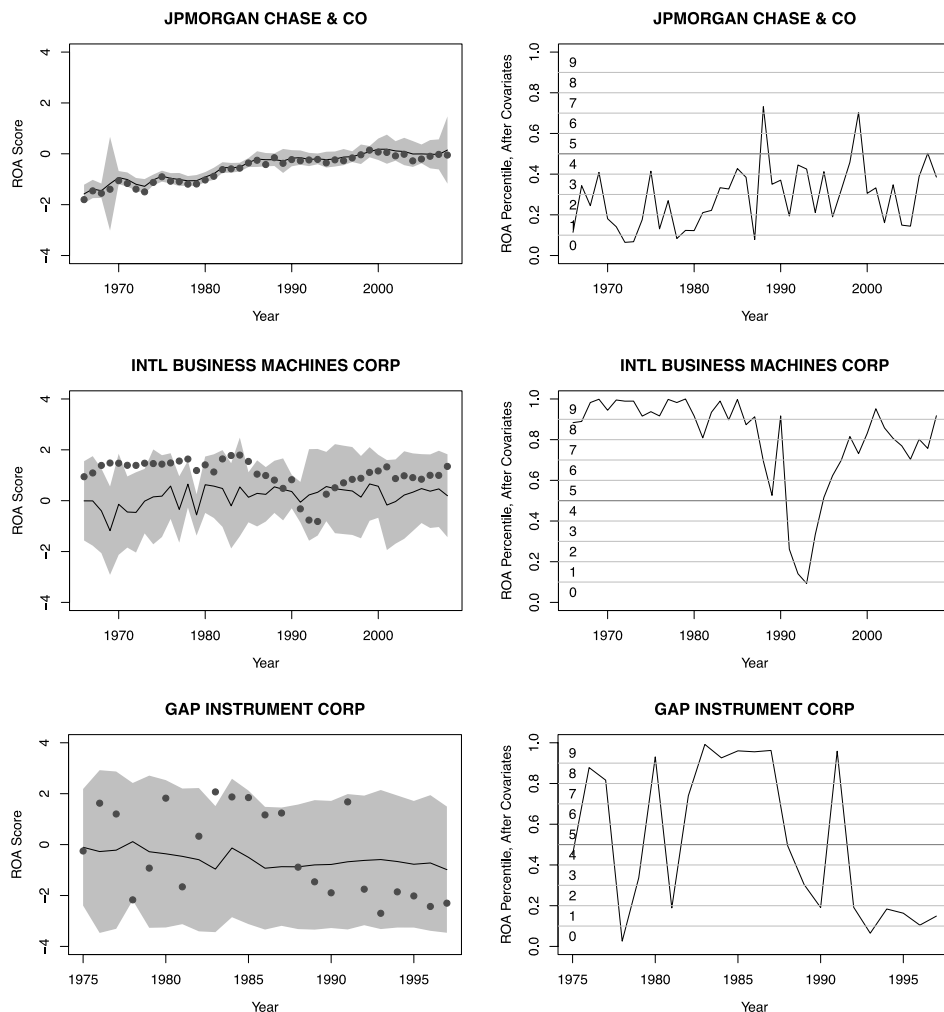 JPMORGAN CHASE & CO
ROA Score
4
2
0
−2
−4
1970 1980 1990 2000
Year
JPMORGAN CHASE & CO
ROA Percentile, After Covariates
1.0
0.8
0.6
0.4
0.2
0.0
9
8
7
6
5
4
3
2
1
0
1970 1980 1990 2000
Year
INTL BUSINESS MACHINES CORP
ROA Score
4
2
0
−2
−4
1970 1980 1990 2000
Year
INTL BUSINESS MACHINES CORP
ROA Percentile, After Covariates
1.0
0.8
0.6
0.4
0.2
0.0
9
8
7
6
5
4
3
2
1
0
1970 1980 1990 2000
Year
GAP INSTRUMENT CORP
ROA Score
4
2
0
−2
−4
1975 1980 1985 1990 1995
Year
GAP INSTRUMENT CORP
ROA Percentile, After Covariates
1.0
0.8
0.6
0.4
0.2
0.0
9
8
7
6
5
4
3
2
1
0
1975 1980 1985 1990 1995
Year